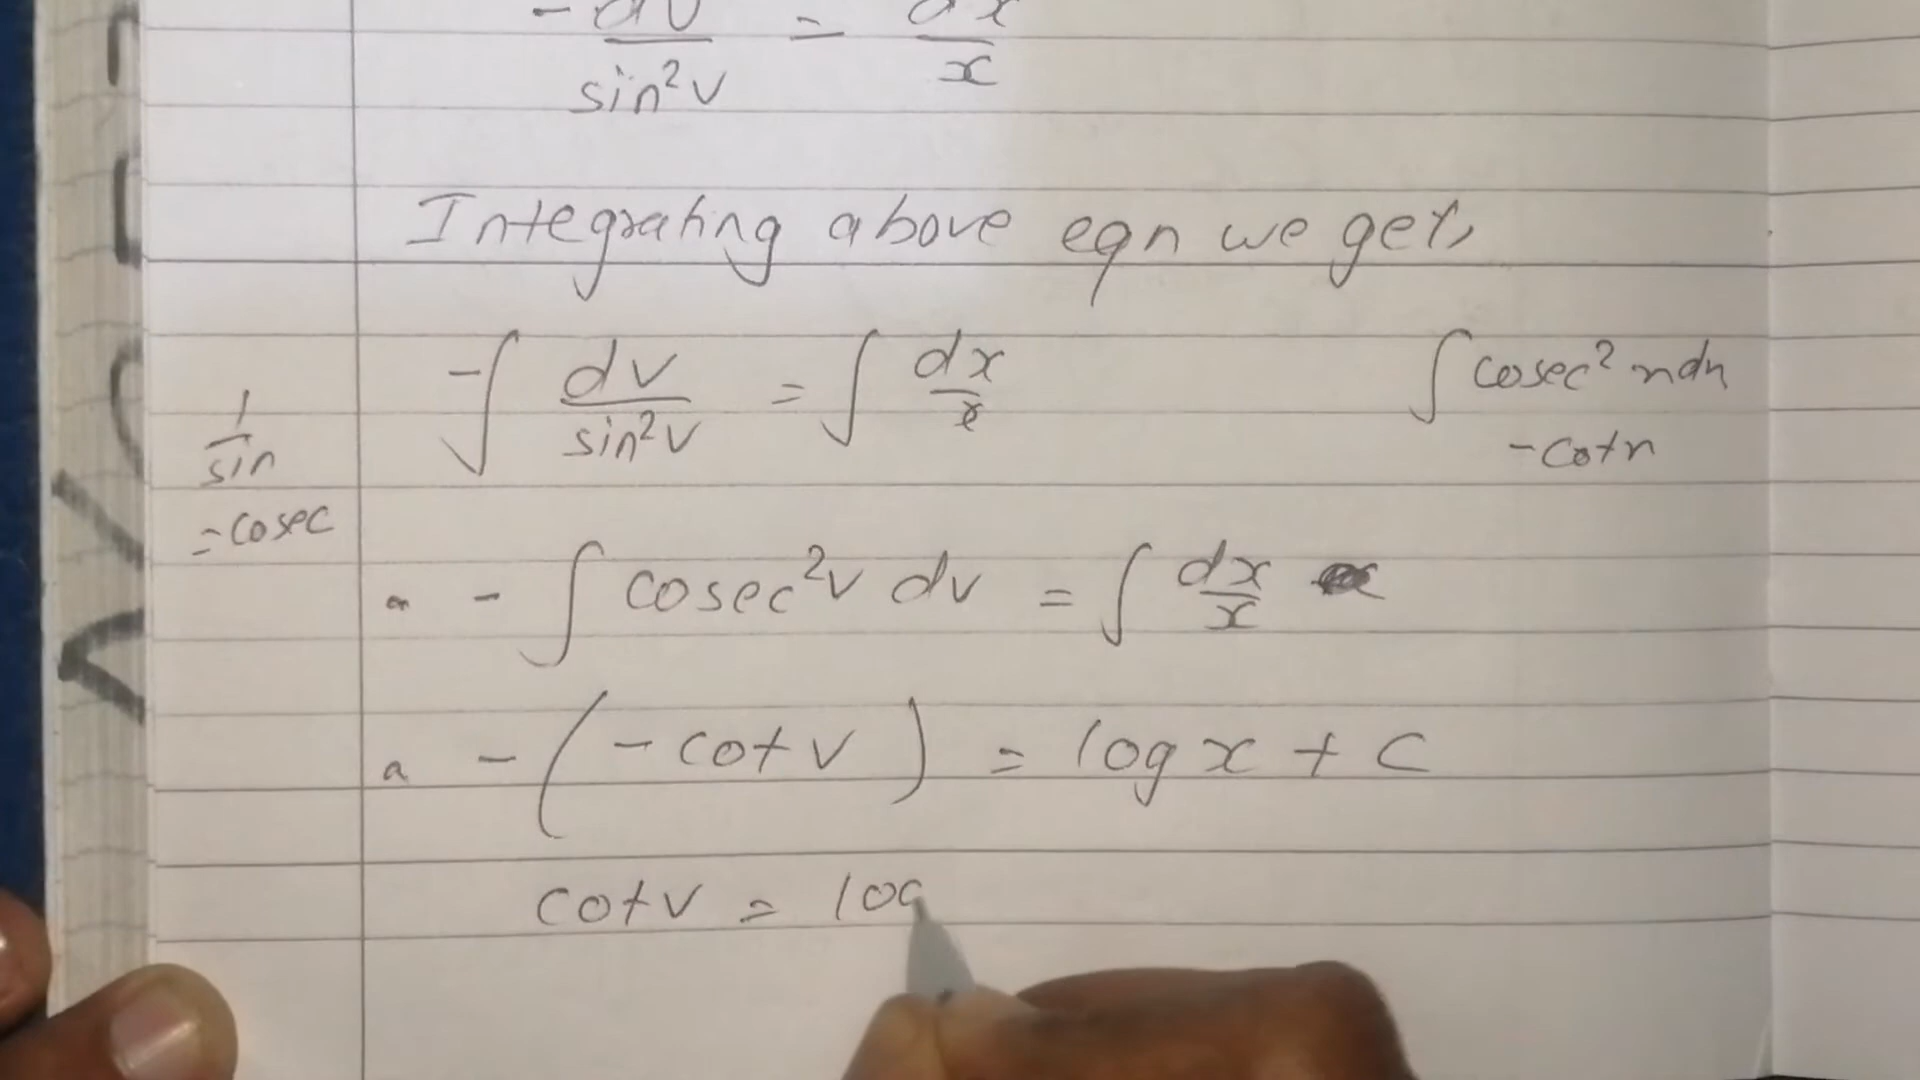 - dv/sin²v = dx/x
Integrating above eqn we get,
-∫ dv/sin²v = ∫ dx/x
∫ cosec² x dx
- cot x
1/sin
= cosec
- ∫ cosec²v dv = ∫ dx/x
- (- cot v) = log x + c
cot v = log